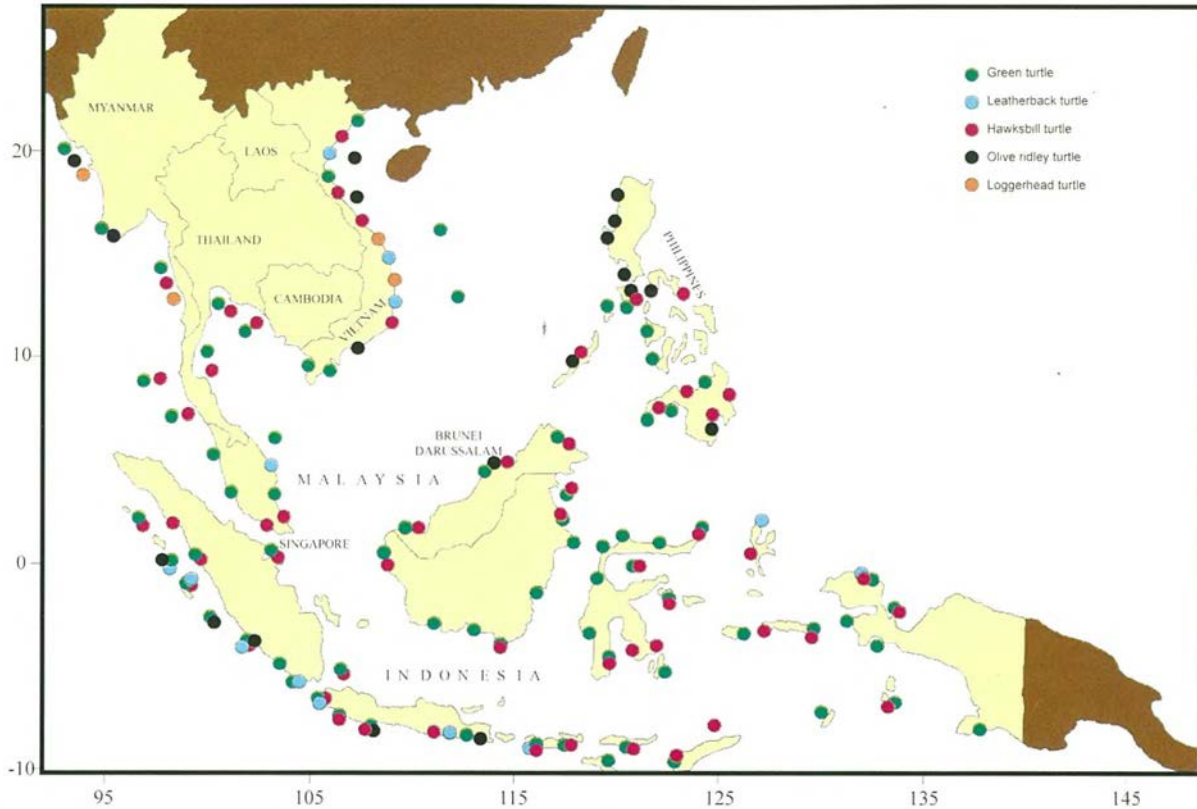 Green turtle
Leatherback turtle
Hawksbill turtle
Olive ridley turtle
Loggerhead turtle
MYANMAR
LAOS
THAILAND
CAMBODIA
VIETNAM
PHILIPPINES
BRUNEI
DARUSSALAM
MALAYSIA
SINGAPORE
INDONESIA
20
10
0
-10
95
105
115
125
135
145